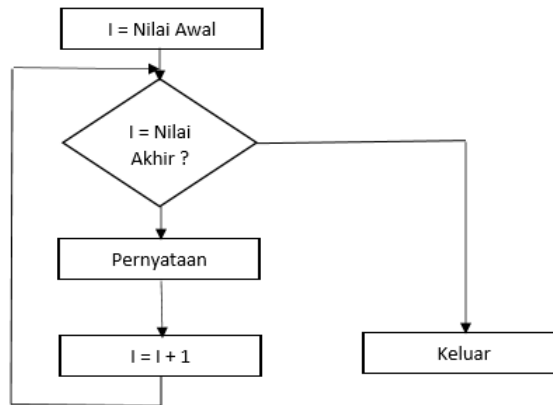 I = Nilai Awal
I = Nilai
Akhir ?
Pernyataan
I = I + 1
Keluar